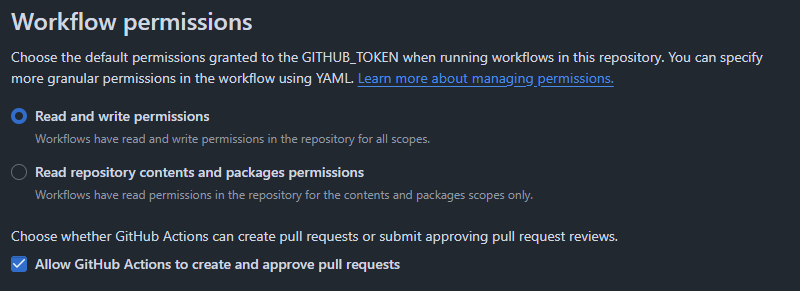 Workflow permissions
Choose the default permissions granted to the GITHUB_TOKEN when running workflows in this repository. You can specify
more granular permissions in the workflow using YAML. Learn more about managing permissions.
Read and write permissions
Workflows have read and write permissions in the repository for all scopes.
Read repository contents and packages permissions
Workflows have read permissions in the repository for the contents and packages scopes only.
Choose whether GitHub Actions can create pull requests or submit approving pull request reviews.
Allow GitHub Actions to create and approve pull requests